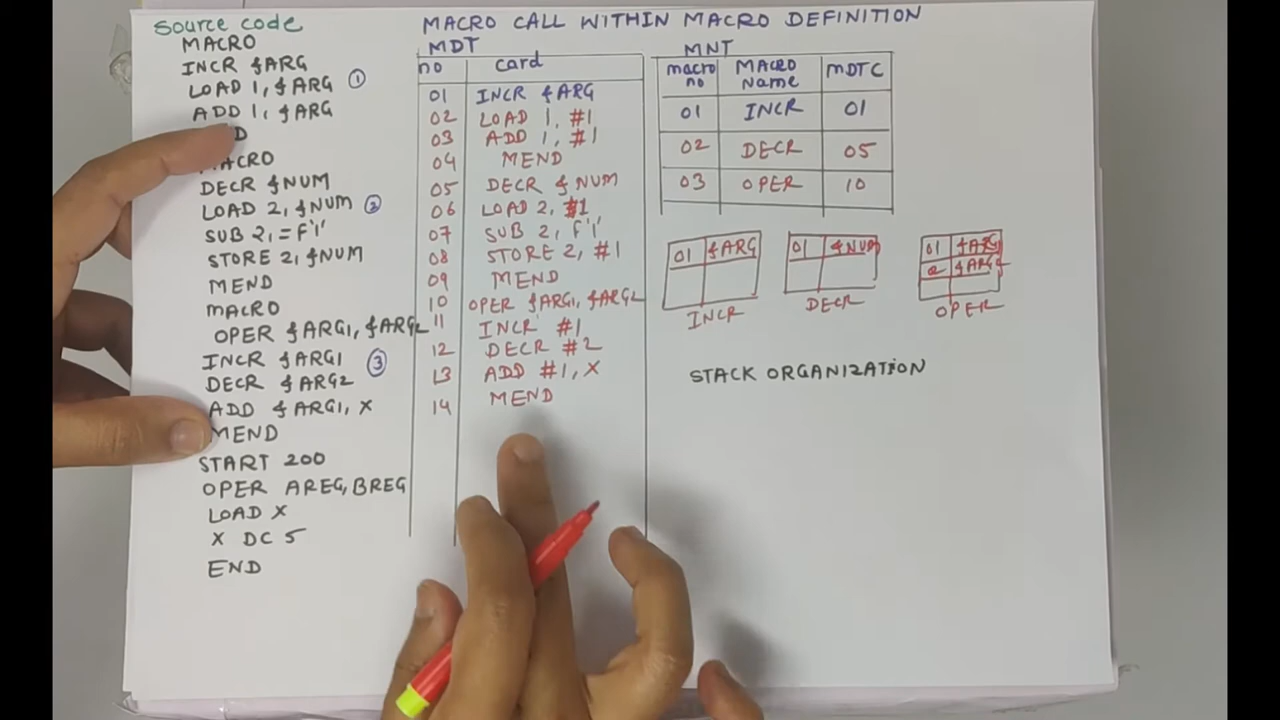 Source code
MACRO
INCR &ARG
LOAD 1, &ARG ①
ADD 1, &ARG
MACRO
DECR &NUM
LOAD 2, &NUM ②
SUB 2, =F'1'
STORE 2, &NUM
MEND
MACRO
OPER &ARG1, &ARG2
INCR &ARG1
DECR &ARG2 ③
ADD &ARG1, X
MEND
START 200
OPER AREG, BREG
LOAD X
X DC 5
END
MACRO CALL WITHIN MACRO DEFINITION
MDT
no card
01 INCR &ARG
02 LOAD 1, #1
03 ADD 1, #1
04 MEND
05 DECR &NUM
06 LOAD 2, #1
07 SUB 2, F'1'
08 STORE 2, #1
09 MEND
10 OPER &ARG1, &ARG2
11 INCR #1
12 DECR #2
13 ADD #1, X
14 MEND
MNT
macro no MACRO Name MDTC
01 INCR 01
02 DECR 05
03 OPER 10
01 &ARG
INCR
01 &NUM
DECR
01 &ARG1
&ARG2
OPER
STACK ORGANIZATION